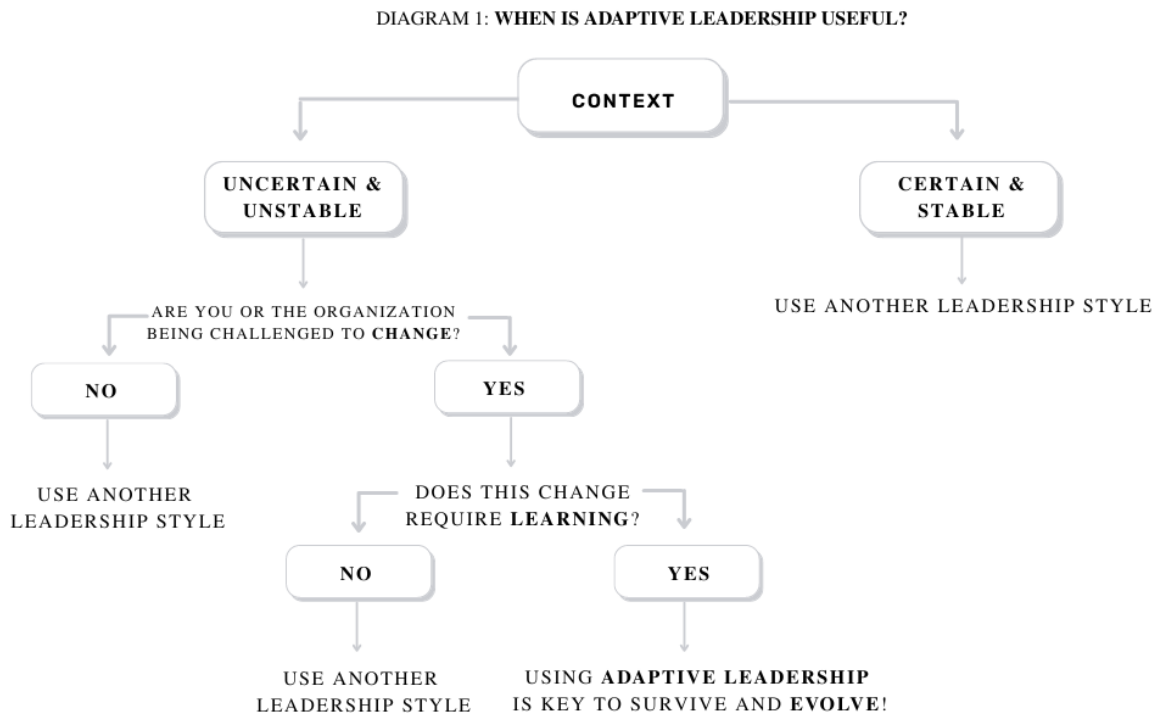 DIAGRAM 1: WHEN IS ADAPTIVE LEADERSHIP USEFUL?
CONTEXT
UNCERTAIN &
UNSTABLE
CERTAIN &
STABLE
ARE YOU OR THE ORGANIZATION
BEING CHALLENGED TO CHANGE?
USE ANOTHER LEADERSHIP STYLE
NO
YES
USE ANOTHER
LEADERSHIP STYLE
DOES THIS CHANGE
REQUIRE LEARNING?
NO
YES
USE ANOTHER
LEADERSHIP STYLE
USING ADAPTIVE LEADERSHIP
IS KEY TO SURVIVE AND EVOLVE!